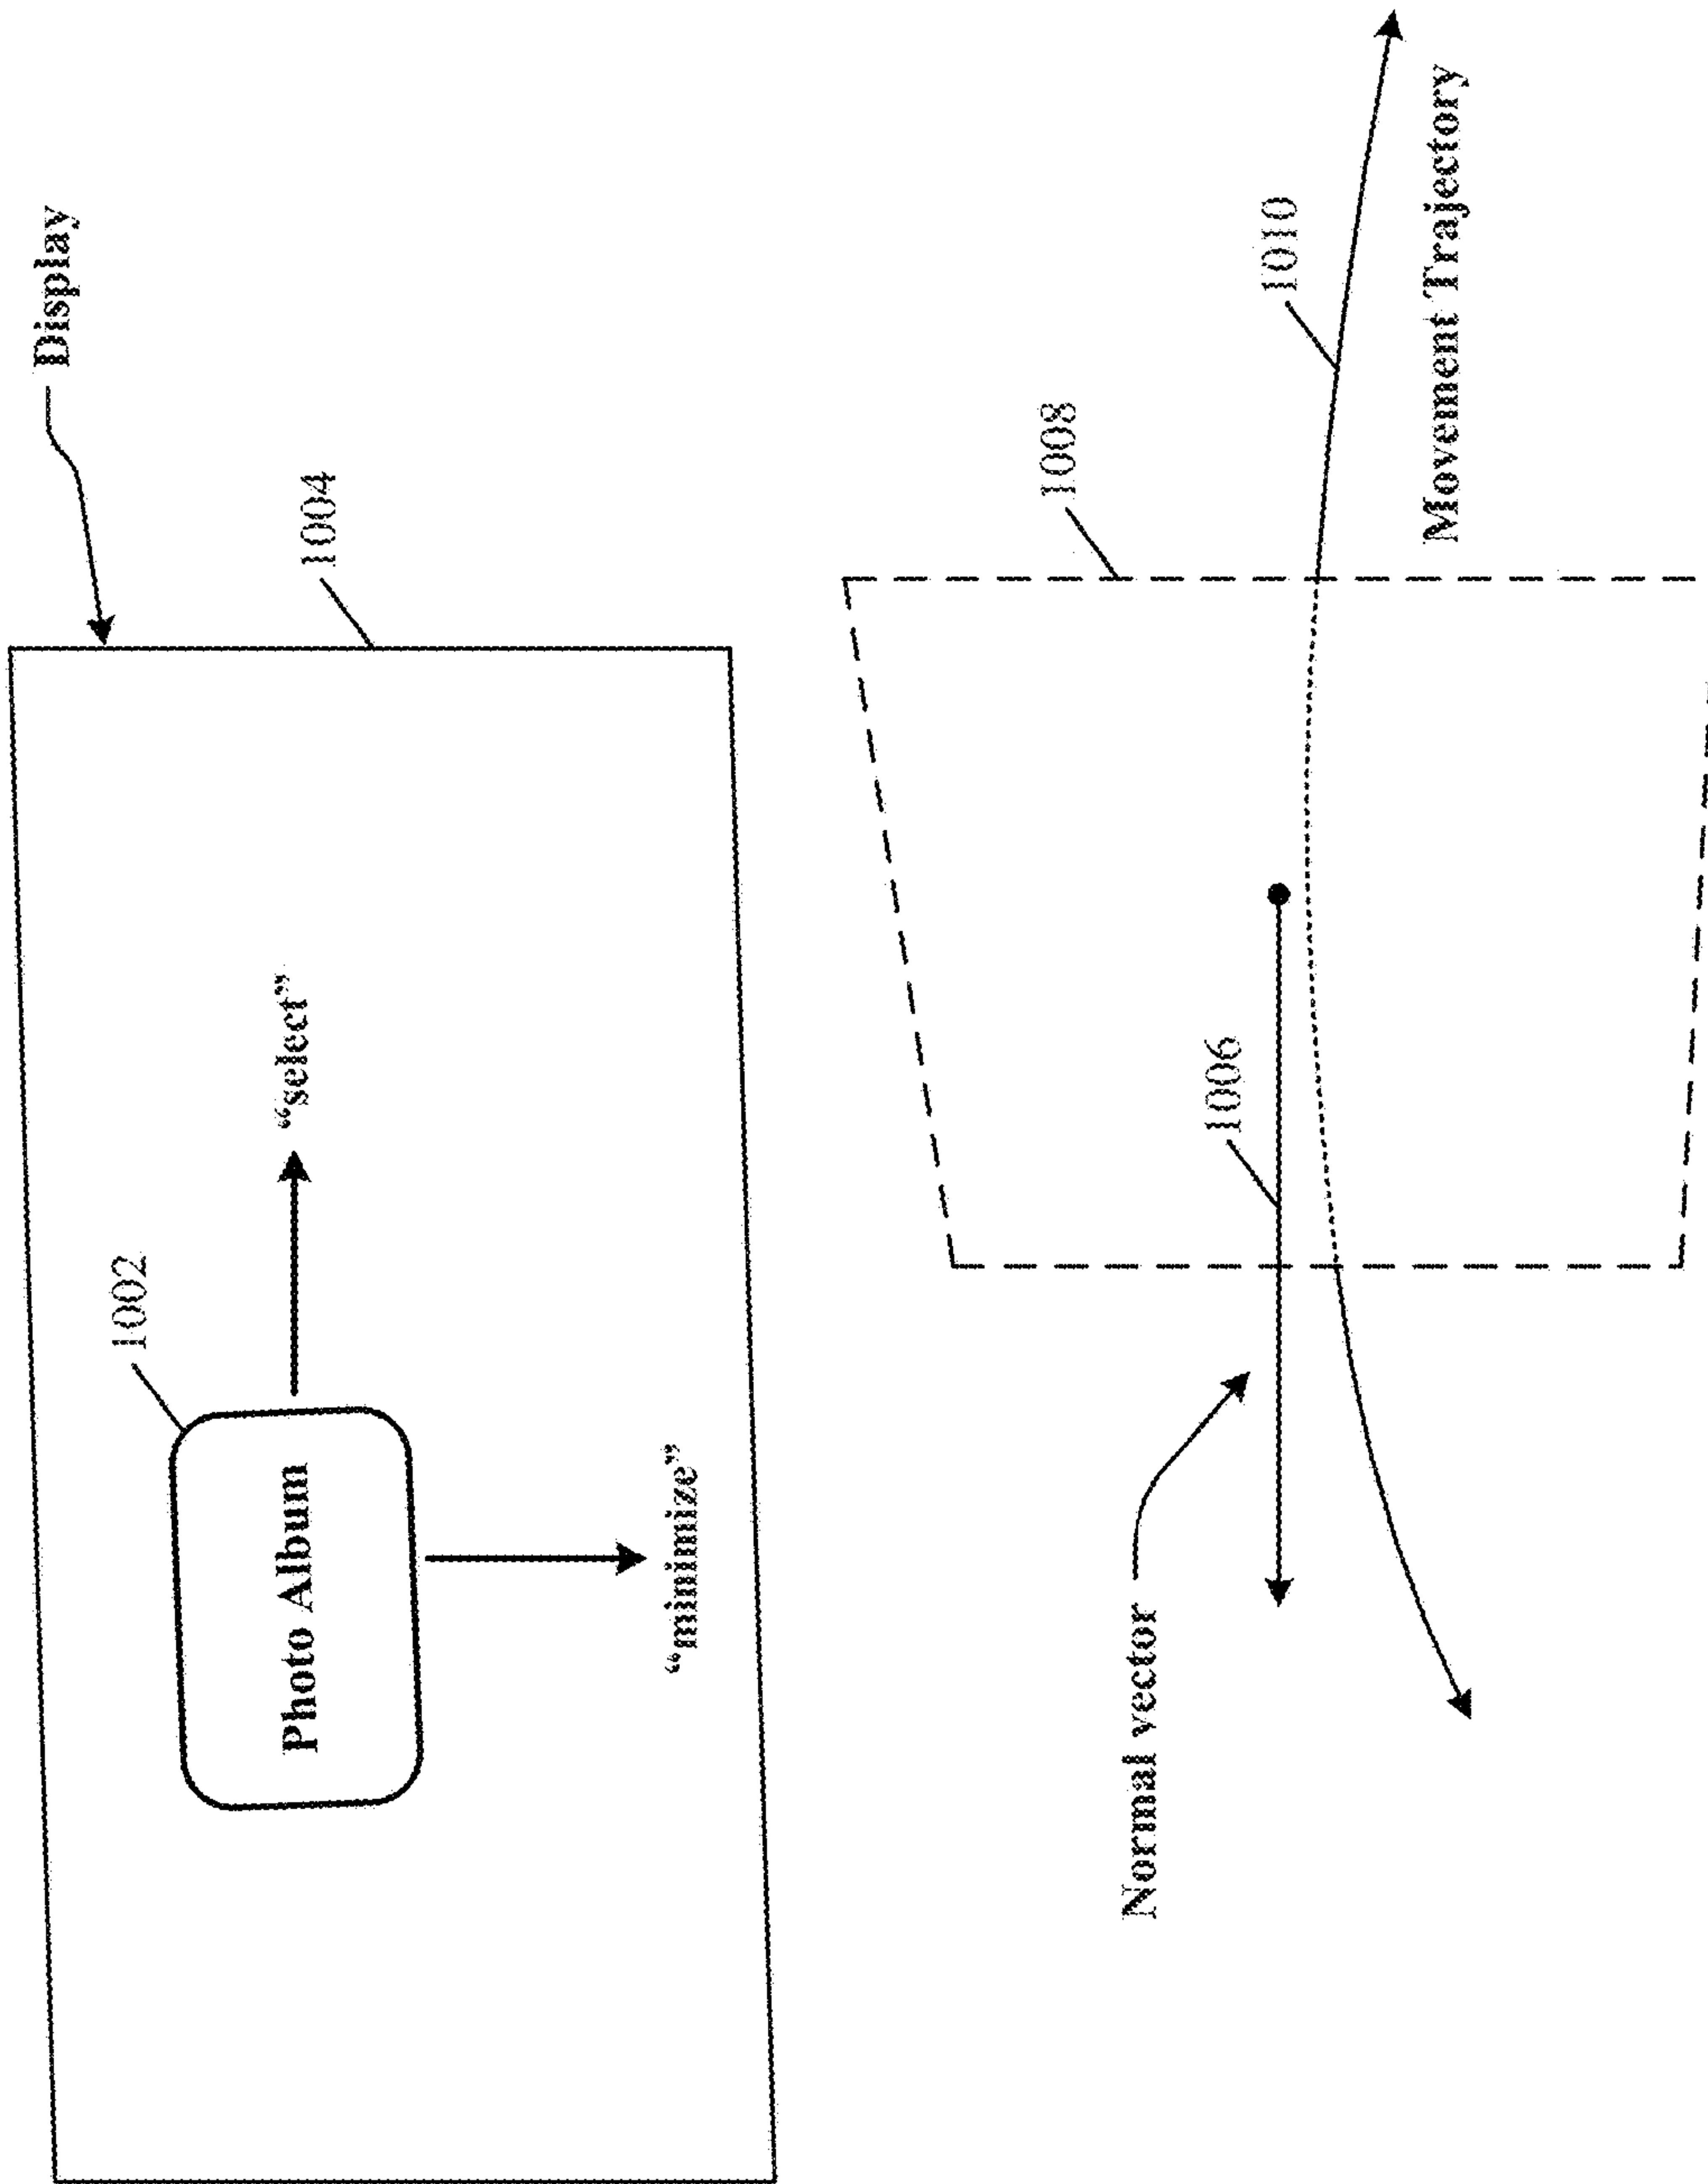 Display
1004
1002
Photo Album
“select”
“minimize”
1008
1006
1010
Normal vector
Movement Trajectory